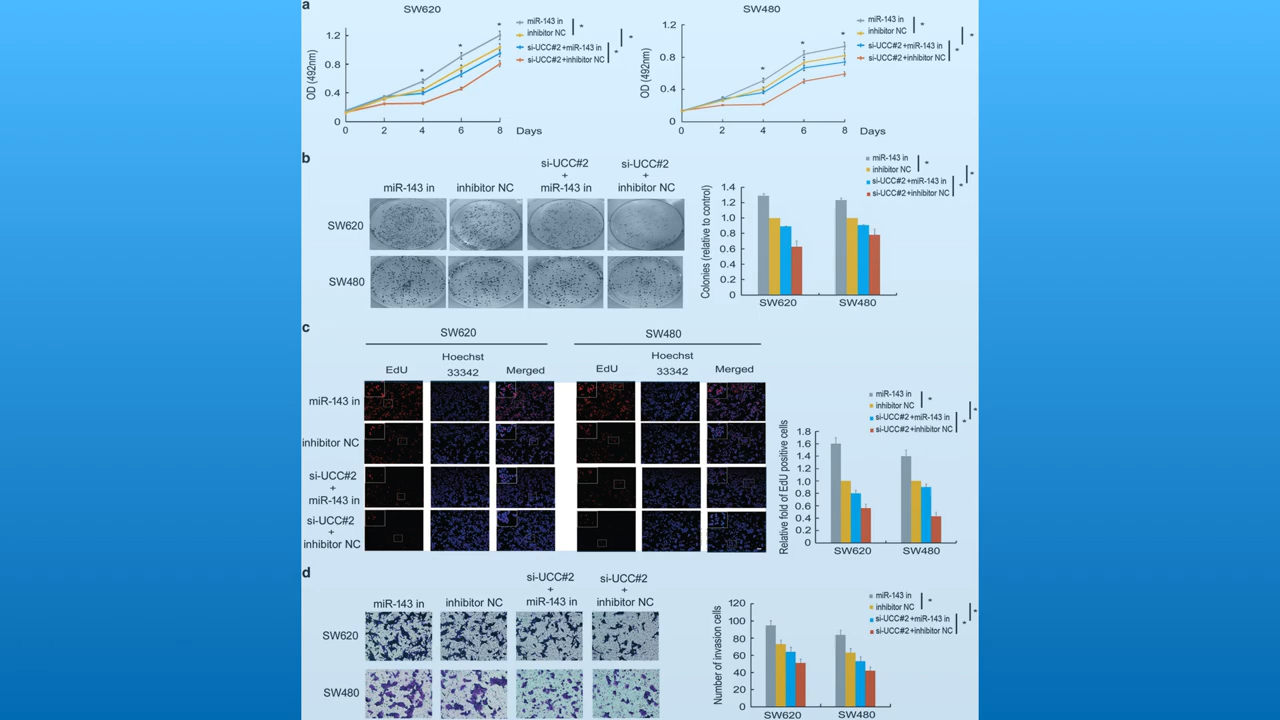 a
SW620
SW480
OD (492nm)
1.2
0.8
0.4
0
0 2 4 6 8 Days
* * *
miR-143 in
inhibitor NC
si-UCC#2+miR-143 in
si-UCC#2+inhibitor NC
* * *
OD (492nm)
1.2
0.8
0.4
0
0 2 4 6 8 Days
* * *
miR-143 in
inhibitor NC
si-UCC#2+miR-143 in
si-UCC#2+inhibitor NC
* * *
b
miR-143 in
inhibitor NC
si-UCC#2
+
miR-143 in
si-UCC#2
+
inhibitor NC
SW620
SW480
Colonies (relative to control)
1.4
1.2
1.0
0.8
0.6
0.4
0.2
0
SW620 SW480
miR-143 in
inhibitor NC
si-UCC#2+miR-143 in
si-UCC#2+inhibitor NC
* * *
c
SW620
SW480
EdU
Hoechst
33342
Merged
EdU
Hoechst
33342
Merged
miR-143 in
inhibitor NC
si-UCC#2
+
miR-143 in
si-UCC#2
+
inhibitor NC
Relative fold of EdU positive cells
1.8
1.6
1.4
1.2
1.0
0.8
0.6
0.4
0.2
0
SW620 SW480
miR-143 in
inhibitor NC
si-UCC#2+miR-143 in
si-UCC#2+inhibitor NC
* * *
d
miR-143 in
inhibitor NC
si-UCC#2
+
miR-143 in
si-UCC#2
+
inhibitor NC
SW620
SW480
Number of invasion cells
120
100
80
60
40
20
0
SW620 SW480
miR-143 in
inhibitor NC
si-UCC#2+miR-143 in
si-UCC#2+inhibitor NC
* * *